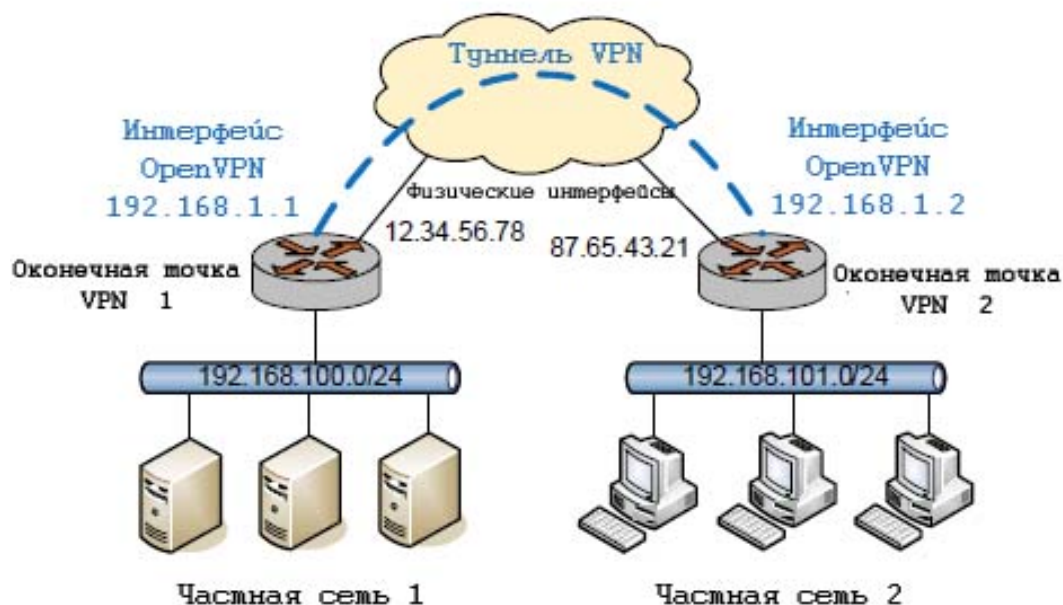 Туннель VPN
Интерфейс
OpenVPN
192.168.1.1
Интерфейс
OpenVPN
192.168.1.2
Физические интерфейсы
12.34.56.78
87.65.43.21
Оконечная точка
VPN 1
Оконечная точка
VPN 2
192.168.100.0/24
192.168.101.0/24
Частная сеть 1
Частная сеть 2